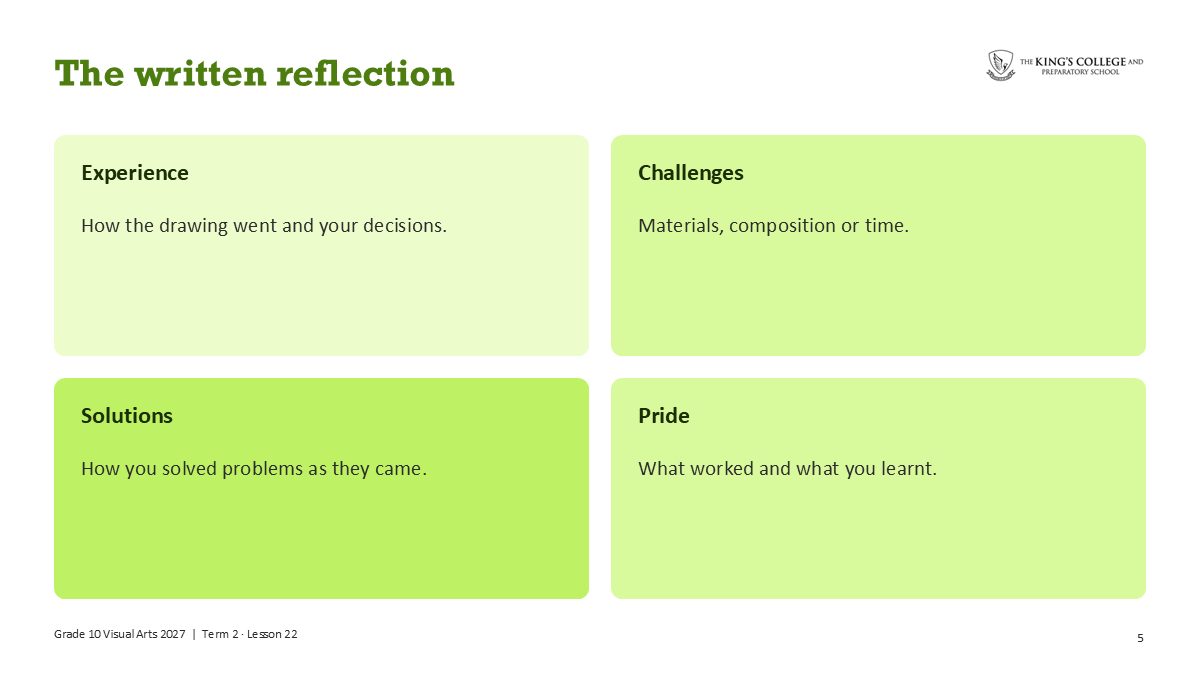 The written reflection
THE KING'S COLLEGE AND
PREPARATORY SCHOOL
Experience
How the drawing went and your decisions.
Challenges
Materials, composition or time.
Solutions
How you solved problems as they came.
Pride
What worked and what you learnt.
Grade 10 Visual Arts 2027 | Term 2 · Lesson 22
5